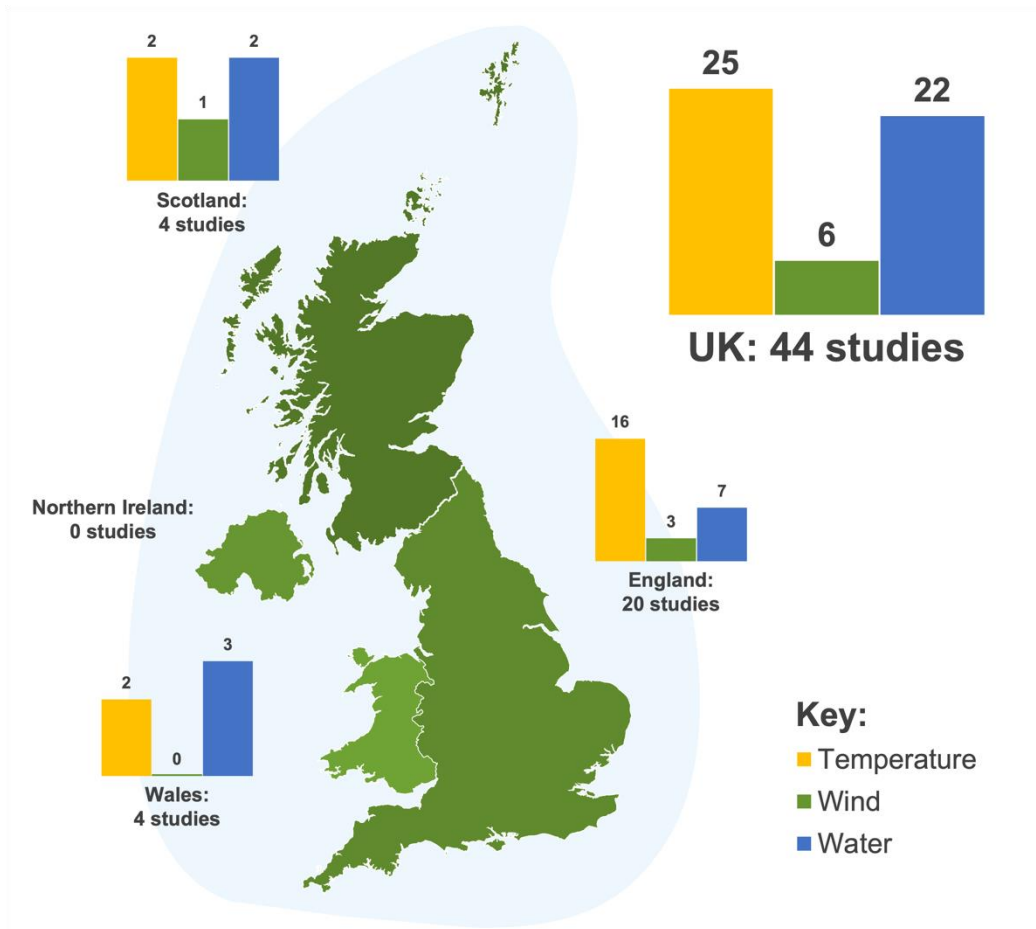 2
1
2
Scotland:
4 studies
25
6
22
UK: 44 studies
Northern Ireland:
0 studies
16
3
7
England:
20 studies
2
0
3
Wales:
4 studies
Key:
Temperature
Wind
Water